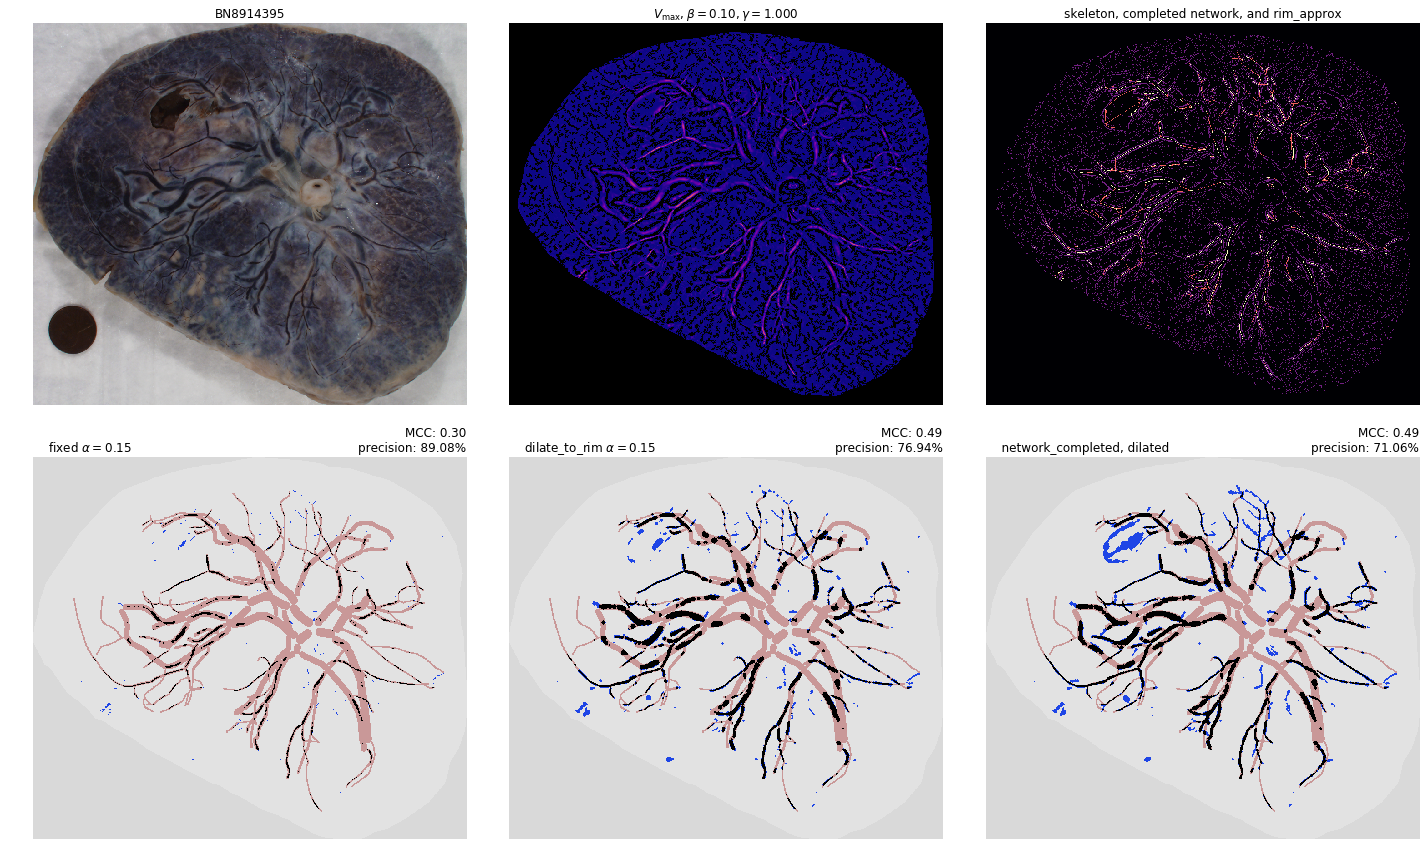 BN8914395
V_max, β = 0.10, γ = 1.000
skeleton, completed network, and rim_approx
MCC: 0.30
fixed α = 0.15 precision: 89.08%
MCC: 0.49
dilate_to_rim α = 0.15 precision: 76.94%
MCC: 0.49
network_completed, dilated precision: 71.06%